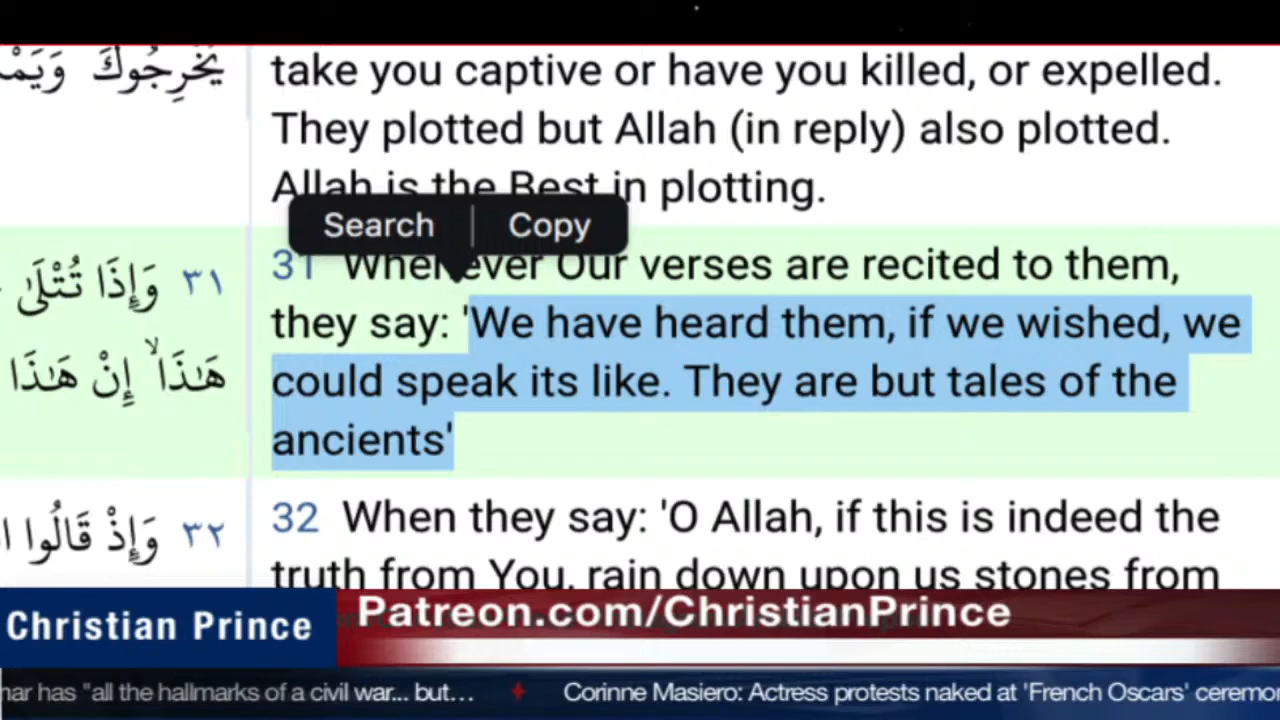 يُخْرِجُوكَ
take you captive or have you killed, or expelled.
They plotted but Allah (in reply) also plotted.
Allah is the Best in plotting.
Search
Copy
٣١ وَإِذَا تُتْلَىٰ
هَٰذَا ۙ إِنْ هَٰذَا
31 Whenever Our verses are recited to them,
they say: 'We have heard them, if we wished, we
could speak its like. They are but tales of the
ancients'
٣٢ وَإِذْ قَالُوا
32 When they say: 'O Allah, if this is indeed the
truth from You, rain down upon us stones from
Christian Prince
Patreon.com/ChristianPrince
has "all the hallmarks of a civil war... but…
Corinne Masiero: Actress protests naked at 'French Oscars'